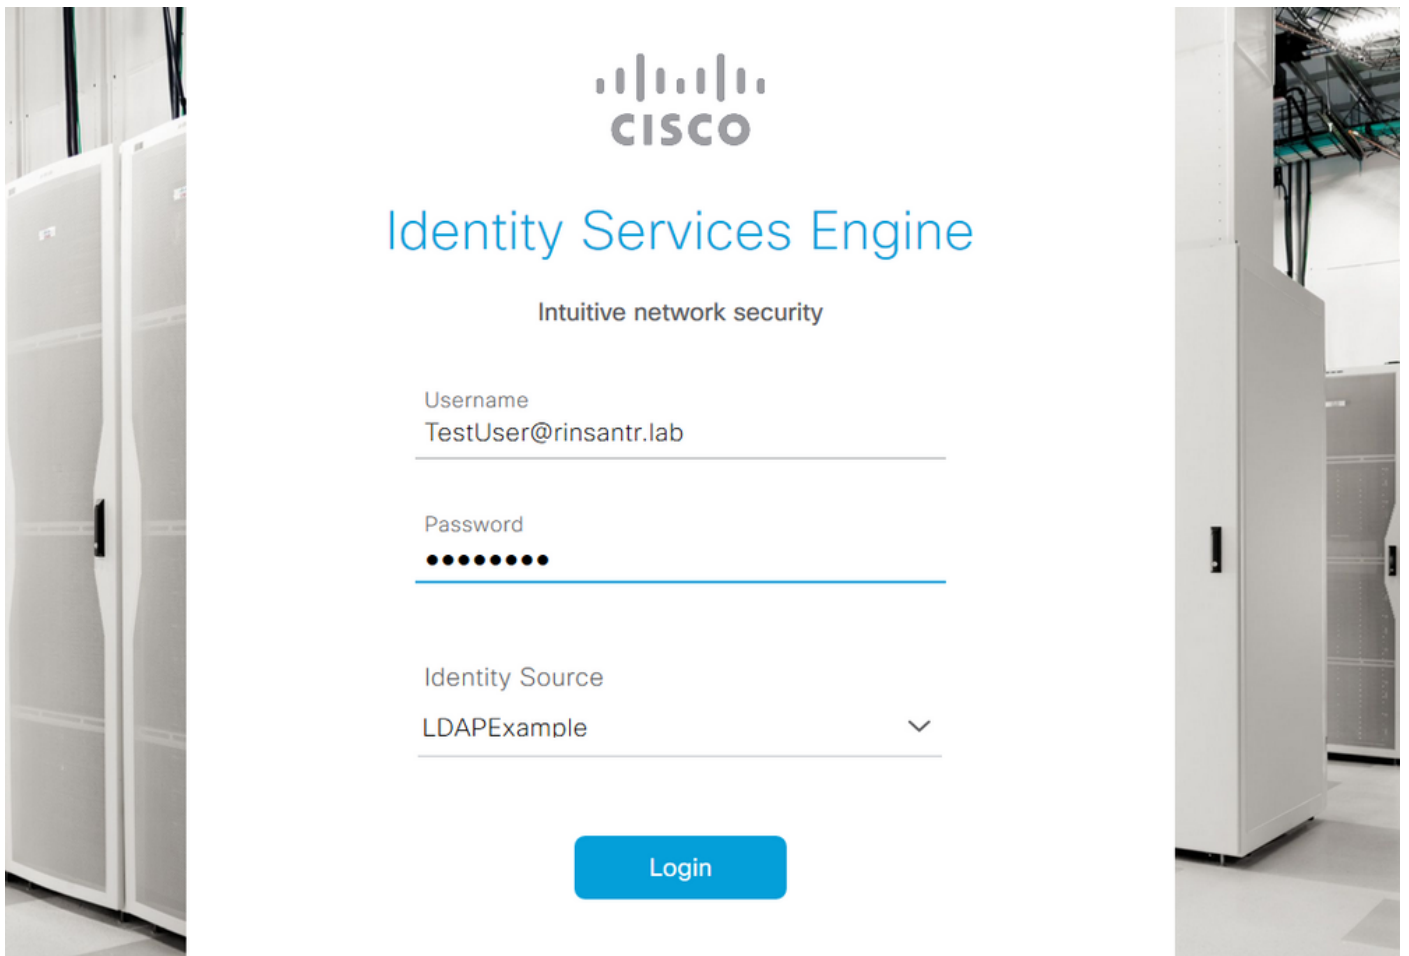 CISCO
Identity Services Engine
Intuitive network security
Username
TestUser@rinsantr.lab
Password
••••••••
Identity Source
LDAPExample
Login